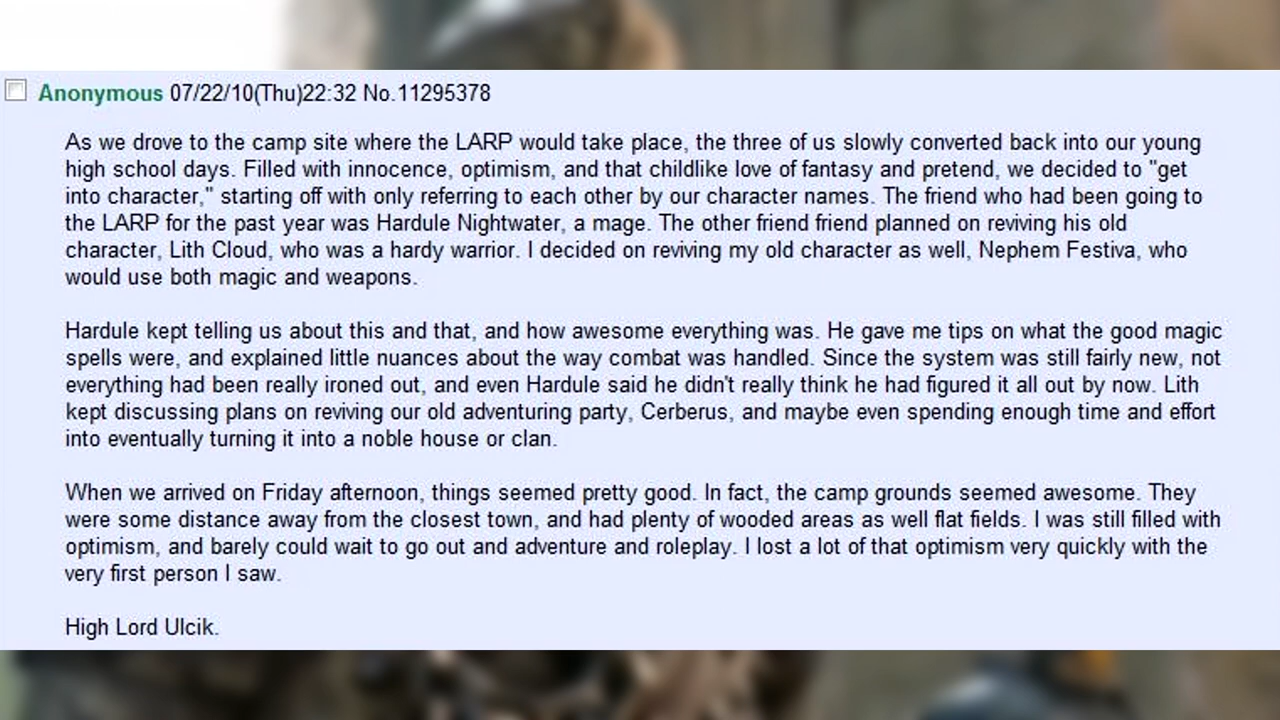 Anonymous 07/22/10(Thu)22:32 No.11295378
As we drove to the camp site where the LARP would take place, the three of us slowly converted back into our young
high school days. Filled with innocence, optimism, and that childlike love of fantasy and pretend, we decided to "get
into character," starting off with only referring to each other by our character names. The friend who had been going to
the LARP for the past year was Hardule Nightwater, a mage. The other friend friend planned on reviving his old
character, Lith Cloud, who was a hardy warrior. I decided on reviving my old character as well, Nephem Festiva, who
would use both magic and weapons.
Hardule kept telling us about this and that, and how awesome everything was. He gave me tips on what the good magic
spells were, and explained little nuances about the way combat was handled. Since the system was still fairly new, not
everything had been really ironed out, and even Hardule said he didn't really think he had figured it all out by now. Lith
kept discussing plans on reviving our old adventuring party, Cerberus, and maybe even spending enough time and effort
into eventually turning it into a noble house or clan.
When we arrived on Friday afternoon, things seemed pretty good. In fact, the camp grounds seemed awesome. They
were some distance away from the closest town, and had plenty of wooded areas as well flat fields. I was still filled with
optimism, and barely could wait to go out and adventure and roleplay. I lost a lot of that optimism very quickly with the
very first person I saw.
High Lord Ulcik.